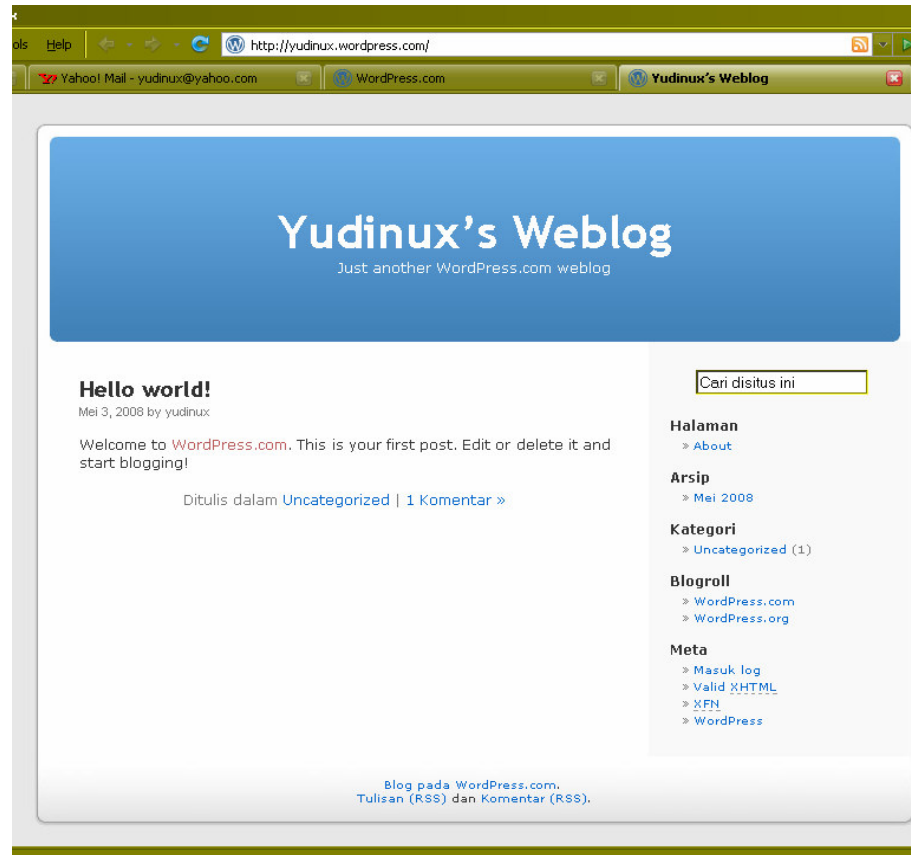 ols Help http://yudinux.wordpress.com/
Yahoo! Mail - yudinux@yahoo.com WordPress.com Yudinux's Weblog
Yudinux's Weblog
Just another WordPress.com weblog
Hello world!
Mei 3, 2008 by yudinux
Welcome to WordPress.com. This is your first post. Edit or delete it and
start blogging!
Ditulis dalam Uncategorized | 1 Komentar »
Cari disitus ini
Halaman
» About
Arsip
» Mei 2008
Kategori
» Uncategorized (1)
Blogroll
» WordPress.com
» WordPress.org
Meta
» Masuk log
» Valid XHTML
» XFN
» WordPress
Blog pada WordPress.com.
Tulisan (RSS) dan Komentar (RSS).